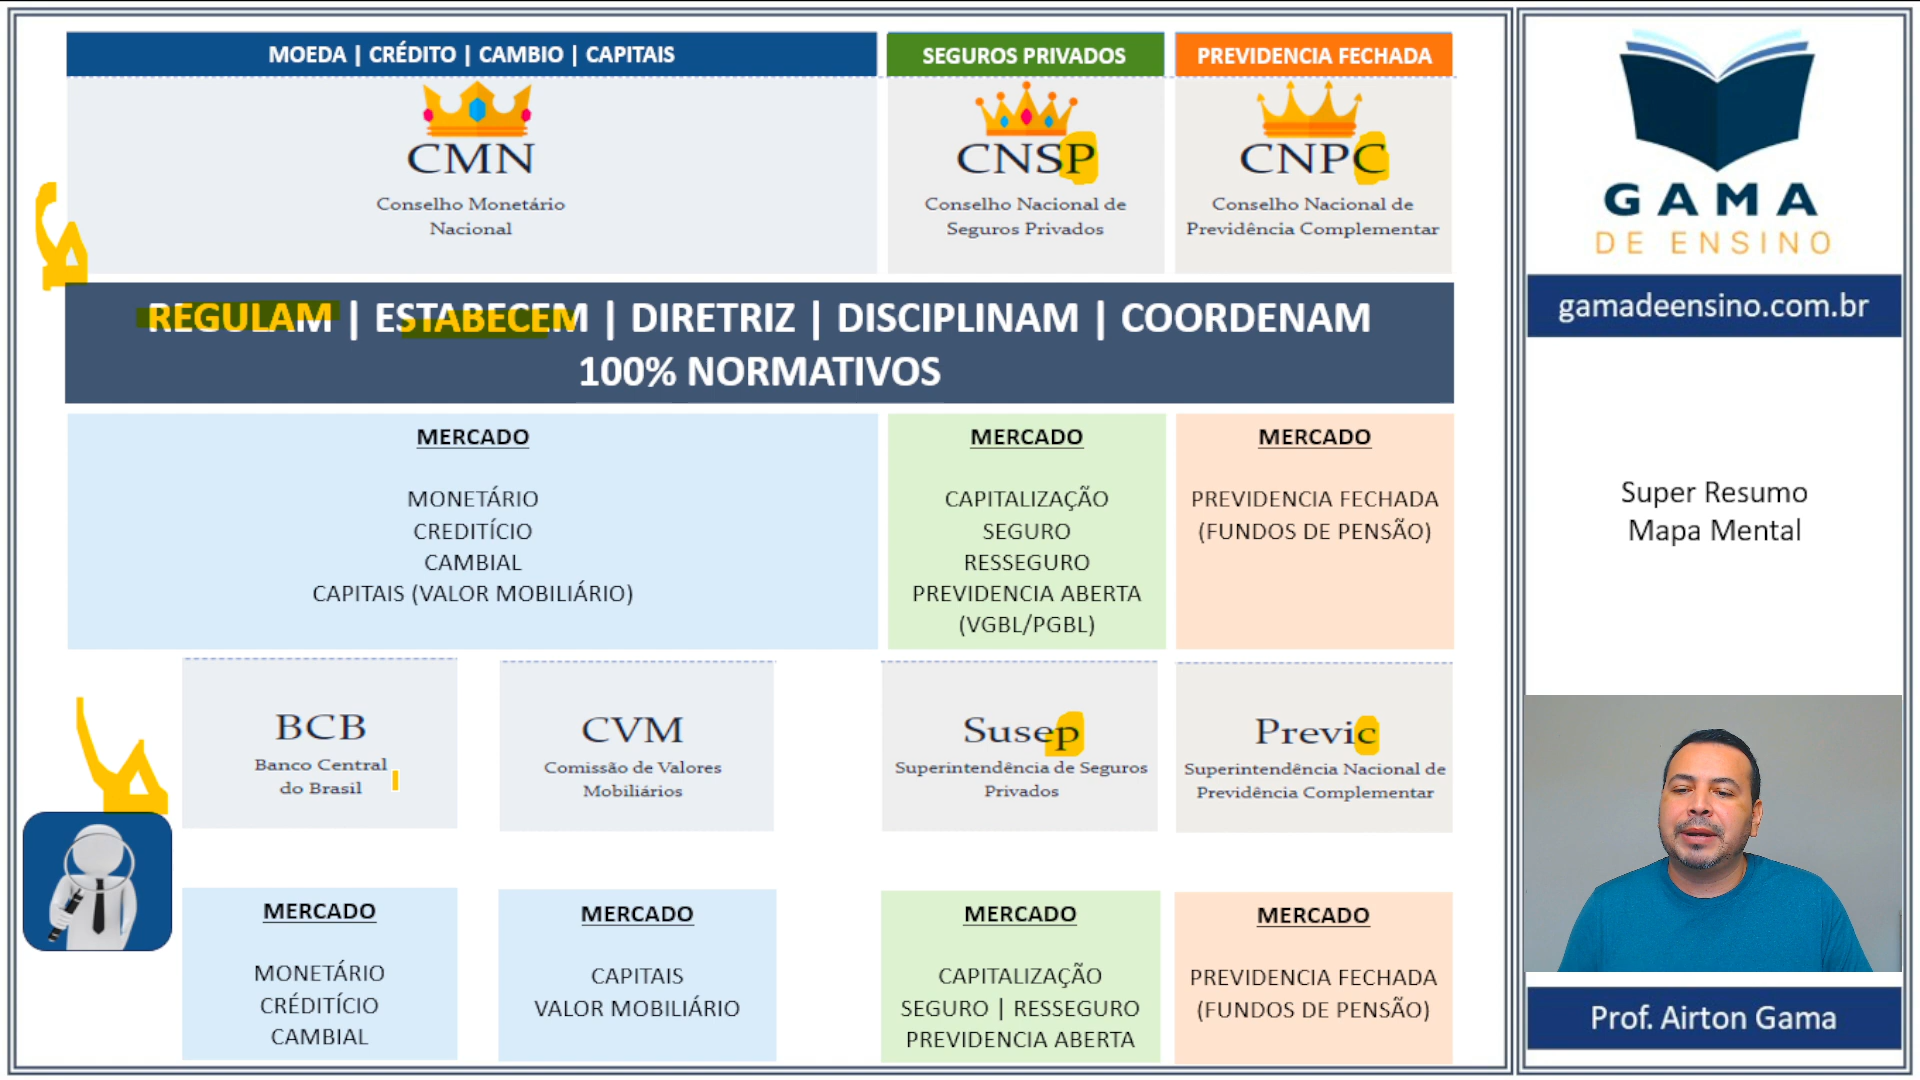 MOEDA | CRÉDITO | CAMBIO | CAPITAIS
SEGUROS PRIVADOS
PREVIDENCIA FECHADA
CMN
Conselho Monetário
Nacional
CNSP
Conselho Nacional de
Seguros Privados
CNPC
Conselho Nacional de
Previdência Complementar
REGULAM | ESTABECEM | DIRETRIZ | DISCIPLINAM | COORDENAM
100% NORMATIVOS
MERCADO
MONETÁRIO
CREDITÍCIO
CAMBIAL
CAPITAIS (VALOR MOBILIÁRIO)
MERCADO
CAPITALIZAÇÃO
SEGURO
RESSEGURO
PREVIDENCIA ABERTA
(VGBL/PGBL)
MERCADO
PREVIDENCIA FECHADA
(FUNDOS DE PENSÃO)
BCB
Banco Central
do Brasil
CVM
Comissão de Valores
Mobiliários
Susep
Superintendência de Seguros
Privados
Previc
Superintendência Nacional de
Previdência Complementar
MERCADO
MONETÁRIO
CRÉDITÍCIO
CAMBIAL
MERCADO
CAPITAIS
VALOR MOBILIÁRIO
MERCADO
CAPITALIZAÇÃO
SEGURO | RESSEGURO
PREVIDENCIA ABERTA
MERCADO
PREVIDENCIA FECHADA
(FUNDOS DE PENSÃO)
GAMA
DE ENSINO
gamadeensino.com.br
Super Resumo
Mapa Mental
Prof. Airton Gama